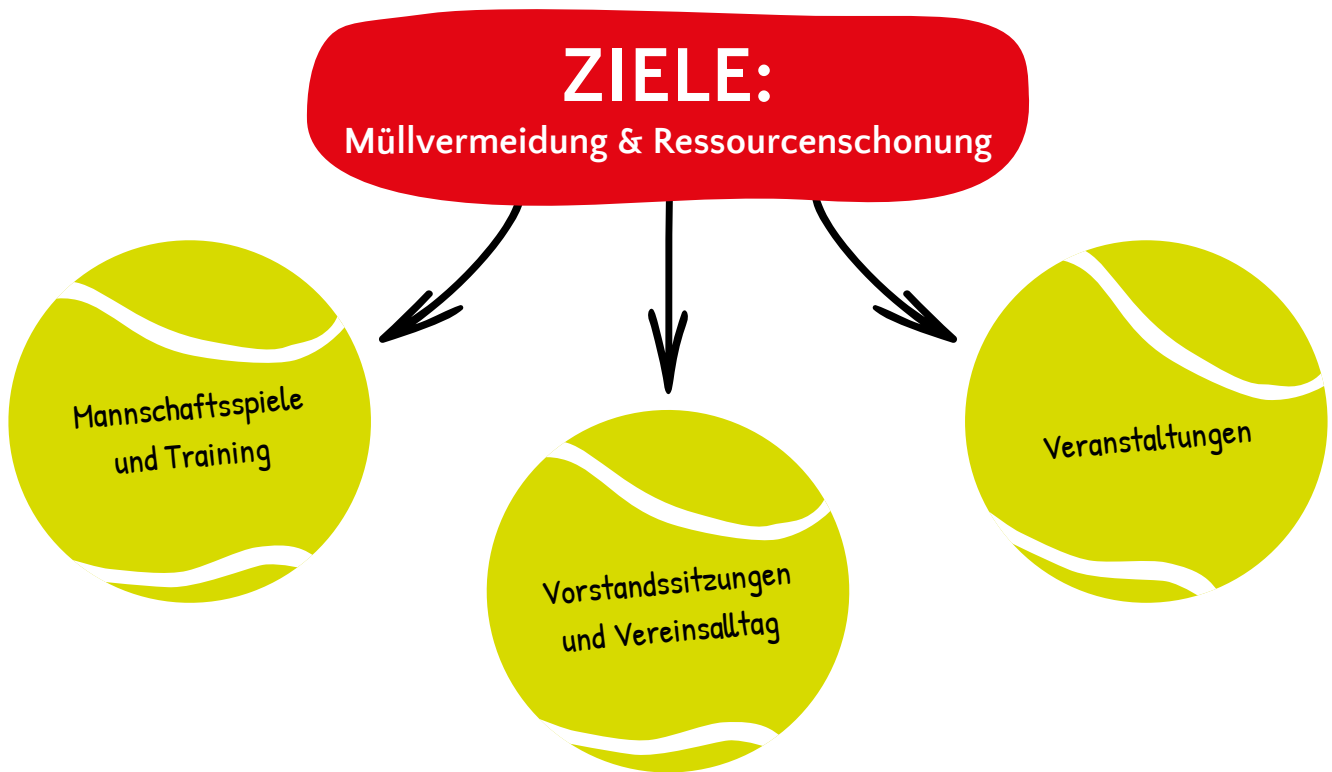 ZIELE:
Müllvermeidung & Ressourcenschonung
Mannschaftsspiele
und Training
Vorstandssitzungen
und Vereinsalltag
Veranstaltungen